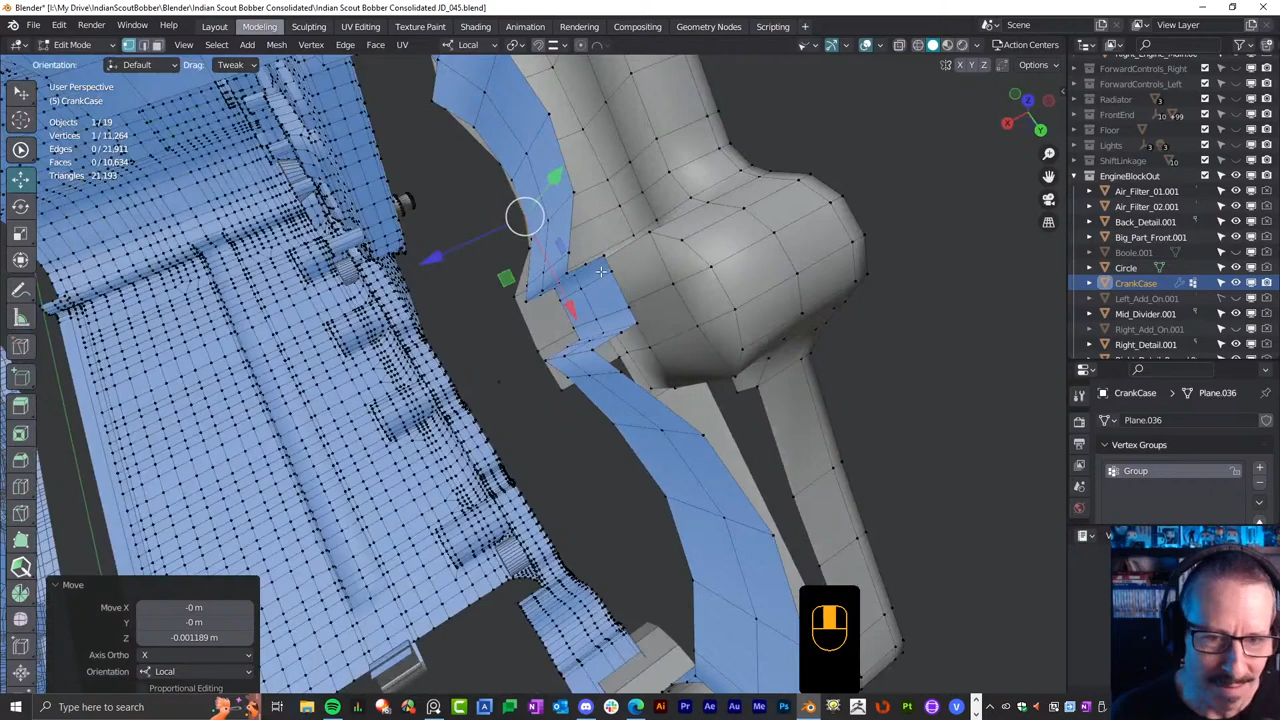 Blender* [I:\My Drive\IndianScoutBobber\Blender\Indian Scout Bobber Consolidated\Indian Scout Bobber Consolidated JD_045.blend]
File Edit Render Window Help Layout Modeling Sculpting UV Editing Texture Paint Shading Animation Rendering Compositing Geometry Nodes Scripting Scene View Layer
Edit Mode View Select Add Mesh Vertex Edge Face UV Local Action Centers
Orientation: Default Drag: Tweak X Y Z Options
User Perspective
(5) CrankCase
Objects 1/19
Vertices 1/11,264
Edges 0/21,911
Faces 0/10,634
Triangles 21,193
X
Y
Z
ForwardControls_Right
ForwardControls_Left
Radiator 3
FrontEnd 10 99
Floor
Lights 3 3
ShiftLinkage 10
EngineBlockOut
Air_Filter_01.001
Air_Filter_02.001
Back_Detail.001
Big_Part_Front.001
Boole.001
Circle
CrankCase
Left_Add_On.001
Mid_Divider.001
Right_Add_On.001
Right_Detail.001
CrankCase Plane.036
Vertex Groups
Group
Move
Move X -0 m
Y -0 m
Z -0.001189 m
Axis Ortho X
Orientation Local
Proportional Editing
Type here to search